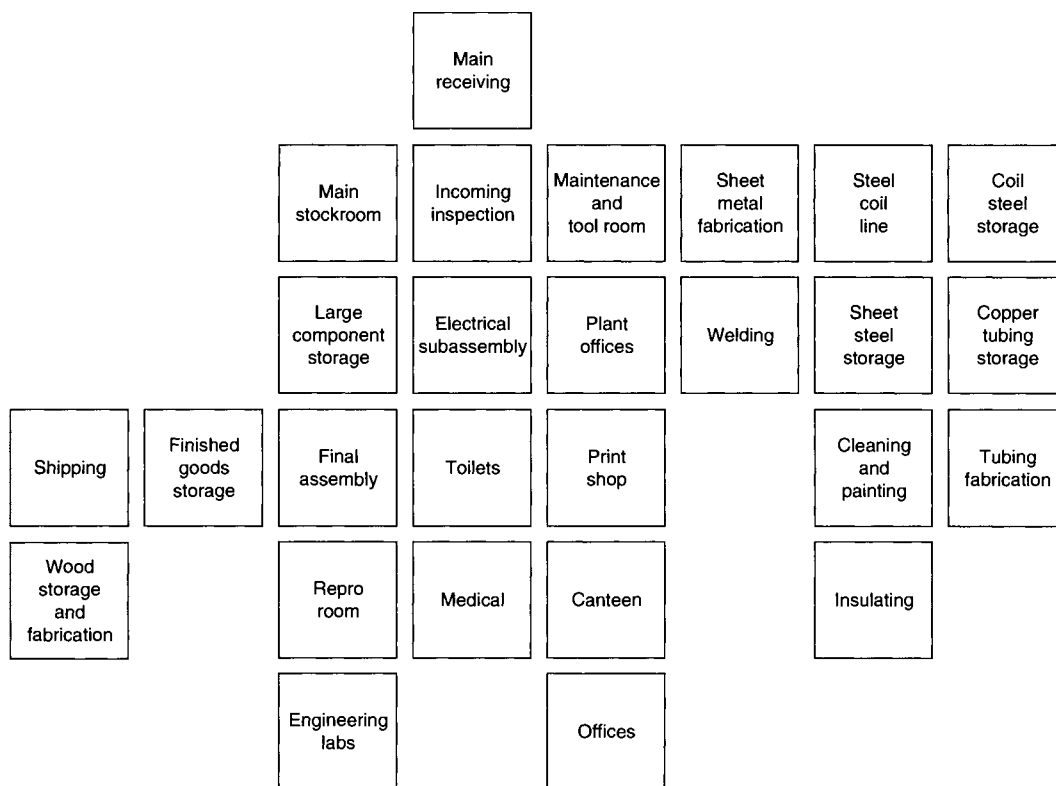 Main
receiving
Main
stockroom
Incoming
inspection
Maintenance
and
tool room
Sheet
metal
fabrication
Steel
coil
line
Coil
steel
storage
Large
component
storage
Electrical
subassembly
Plant
offices
Welding
Sheet
steel
storage
Copper
tubing
storage
Shipping
Finished
goods
storage
Final
assembly
Toilets
Print
shop
Cleaning
and
painting
Tubing
fabrication
Wood
storage
and
fabrication
Repro
room
Medical
Canteen
Insulating
Engineering
labs
Offices